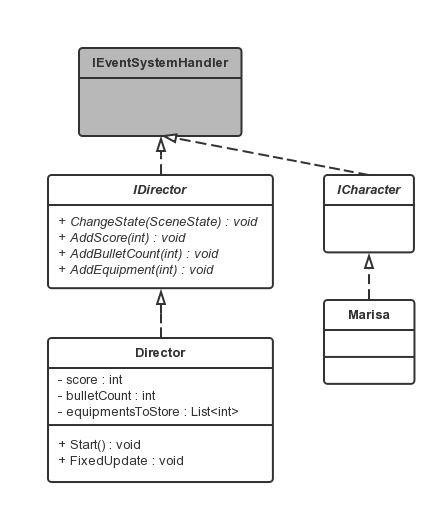 IEventSystemHandler
IDirector
+ ChangeState(SceneState) : void
+ AddScore(int) : void
+ AddBulletCount(int) : void
+ AddEquipment(int) : void
ICharacter
Marisa
Director
- score : int
- bulletCount : int
- equipmentsToStore : List<int>
+ Start() : void
+ FixedUpdate : void